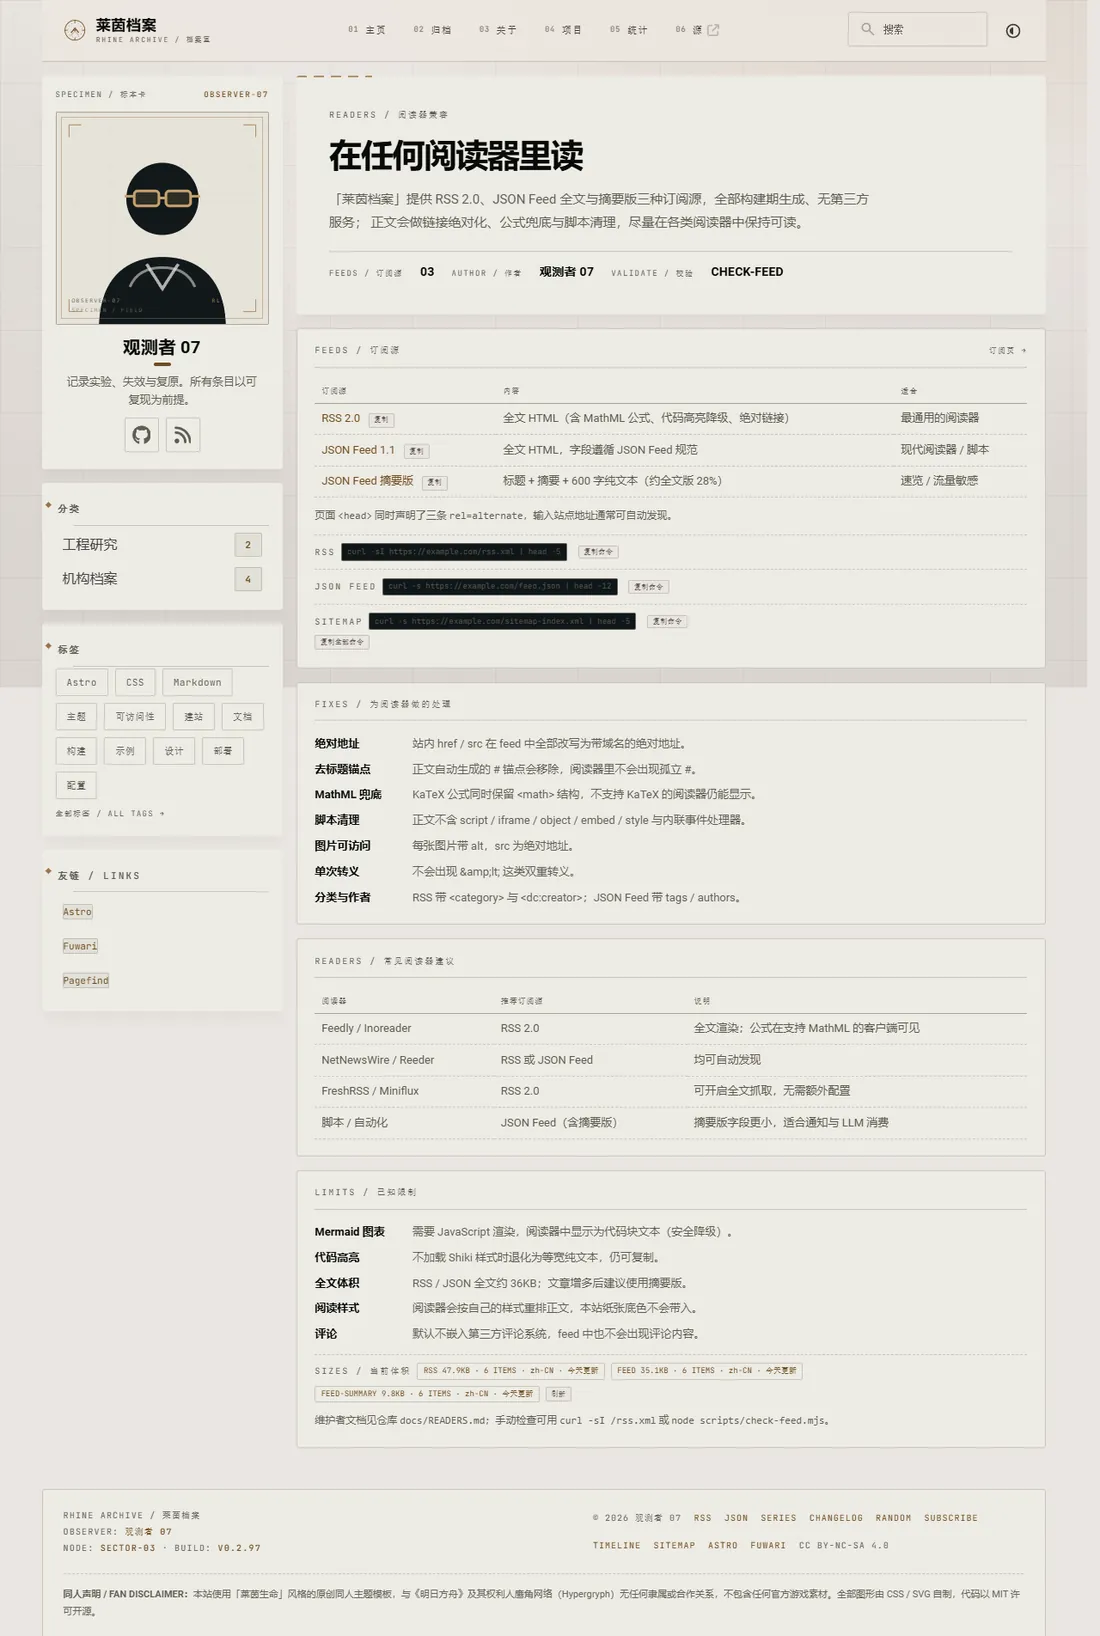 莱茵档案
RHINE ARCHIVE / 档案室
01 主页
02 归档
03 关于
04 项目
05 统计
06 源
搜索
SPECIMEN / 标本卡
OBSERVER-07
OBSERVER-07
RL
SPECIMEN / FIELD
观测者 07
记录实验、失效与复原。所有条目以可
复现为前提。
分类
工程研究 2
机构档案 4
标签
Astro CSS Markdown
主题 可访问性 建站 文档
构建 示例 设计 部署
配置
全部标签 / ALL TAGS →
友链 / LINKS
Astro
Fuwari
Pagefind
READERS / 阅读器兼容
在任何阅读器里读
「莱茵档案」提供 RSS 2.0、JSON Feed 全文与摘要版三种订阅源，全部构建期生成、无第三方
服务； 正文会做链接绝对化、公式兜底与脚本清理，尽量在各类阅读器中保持可读。
FEEDS / 订阅源 03 AUTHOR / 作者 观测者 07 VALIDATE / 校验 CHECK-FEED
FEEDS / 订阅源
订阅页 →
订阅源 内容 适合
RSS 2.0 复制 全文 HTML（含 MathML 公式、代码高亮降级、绝对链接） 最通用的阅读器
JSON Feed 1.1 复制 全文 HTML，字段遵循 JSON Feed 规范 现代阅读器 / 脚本
JSON Feed 摘要版 复制 标题 + 摘要 + 600 字纯文本（约全文版 28%） 速览 / 流量敏感
页面 <head> 同时声明了三条 rel=alternate，输入站点地址通常可自动发现。
RSS curl -sI https://example.com/rss.xml | head -5 复制命令
JSON FEED curl -s https://example.com/feed.json | head -12 复制命令
SITEMAP curl -s https://example.com/sitemap-index.xml | head -5 复制命令
复制全部命令
FIXES / 为阅读器做的处理
绝对地址 站内 href / src 在 feed 中全部改写为带域名的绝对地址。
去标题锚点 正文自动生成的 # 锚点会移除，阅读器里不会出现孤立 #。
MathML 兜底 KaTeX 公式同时保留 <math> 结构，不支持 KaTeX 的阅读器仍能显示。
脚本清理 正文不含 script / iframe / object / embed / style 与内联事件处理器。
图片可访问 每张图片带 alt，src 为绝对地址。
单次转义 不会出现 &amp;lt; 这类双重转义。
分类与作者 RSS 带 <category> 与 <dc:creator>；JSON Feed 带 tags / authors。
READERS / 常见阅读器建议
阅读器 推荐订阅源 说明
Feedly / Inoreader RSS 2.0 全文渲染；公式在支持 MathML 的客户端可见
NetNewsWire / Reeder RSS 或 JSON Feed 均可自动发现
FreshRSS / Miniflux RSS 2.0 可开启全文抓取，无需额外配置
脚本 / 自动化 JSON Feed（含摘要版） 摘要版字段更小，适合通知与 LLM 消费
LIMITS / 已知限制
Mermaid 图表 需要 JavaScript 渲染，阅读器中显示为代码块文本（安全降级）。
代码高亮 不加载 Shiki 样式时退化为等宽纯文本，仍可复制。
全文体积 RSS / JSON 全文约 36KB；文章增多后建议使用摘要版。
阅读样式 阅读器会按自己的样式重排正文，本站纸张底色不会带入。
评论 默认不嵌入第三方评论系统，feed 中也不会出现评论内容。
SIZES / 当前体积 RSS 47.9KB · 6 ITEMS · zh-CN · 今天更新 FEED 35.1KB · 6 ITEMS · zh-CN · 今天更新
FEED-SUMMARY 9.8KB · 6 ITEMS · zh-CN · 今天更新 刷新
维护者文档见仓库 docs/READERS.md；手动检查可用 curl -sI /rss.xml 或 node scripts/check-feed.mjs。
RHINE ARCHIVE / 莱茵档案
OBSERVER: 观测者 07
NODE: SECTOR-03 · BUILD: V0.2.97
© 2026 观测者 07 RSS JSON SERIES CHANGELOG RANDOM SUBSCRIBE
TIMELINE SITEMAP ASTRO FUWARI CC BY-NC-SA 4.0
同人声明 / FAN DISCLAIMER：本站使用「莱茵生命」风格的原创同人主题模板，与《明日方舟》及其权利人鹰角网络（Hypergryph）无任何隶属或合作关系，不包含任何官方游戏素材。全部图形由 CSS / SVG 自制，代码以 MIT 许
可开源。